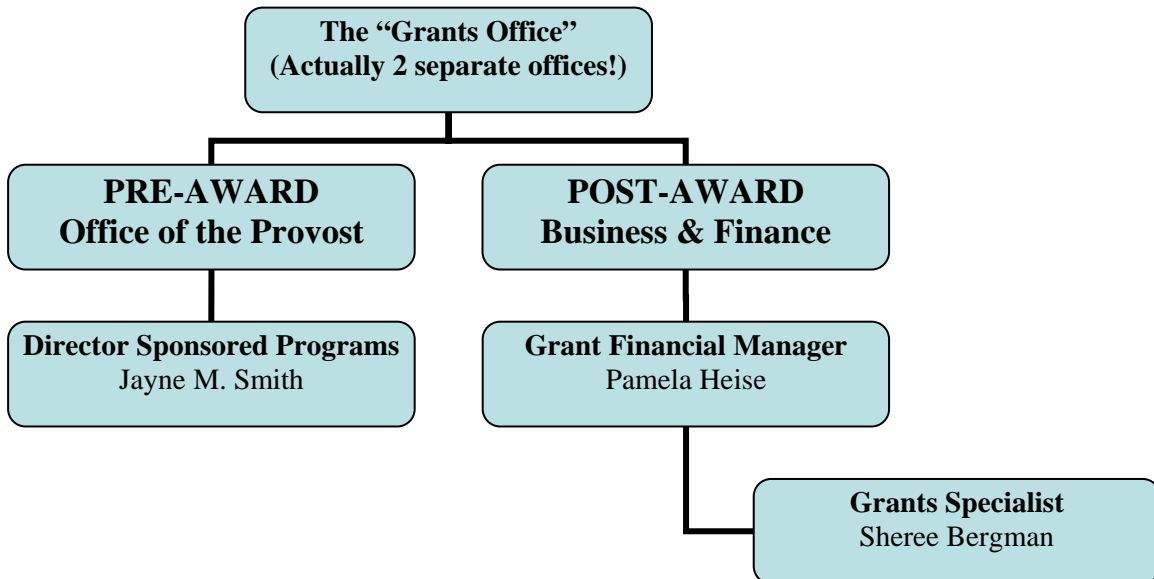 The “Grants Office”
(Actually 2 separate offices!)
PRE-AWARD
Office of the Provost
POST-AWARD
Business & Finance
Director Sponsored Programs
Jayne M. Smith
Grant Financial Manager
Pamela Heise
Grants Specialist
Sheree Bergman